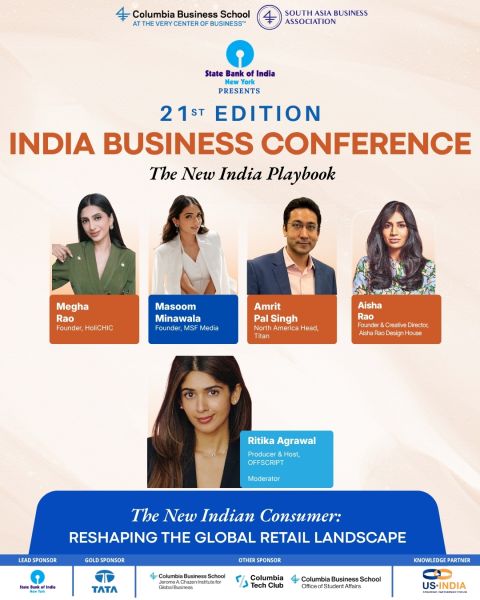 Columbia Business School
AT THE VERY CENTER OF BUSINESS™
SOUTH ASIA BUSINESS
ASSOCIATION
State Bank of India
New York
PRESENTS
21ST EDITION
INDIA BUSINESS CONFERENCE
The New India Playbook
Megha
Rao
Founder, HoliCHIC
Masoom
Minawala
Founder, MSF Media
Amrit
Pal Singh
North America Head,
Titan
Aisha
Rao
Founder & Creative Director,
Aisha Rao Design House
Ritika Agrawal
Producer & Host,
OFFSCRIPT
Moderator
The New Indian Consumer:
RESHAPING THE GLOBAL RETAIL LANDSCAPE
LEAD SPONSOR
GOLD SPONSOR
OTHER SPONSOR
KNOWLEDGE PARTNER
State Bank of India
New York
TATA
Columbia Business School
Jerome A Chazen Institute for
Global Business
Columbia
Tech Club
Columbia Business School
Office of Student Affairs
US-INDIA